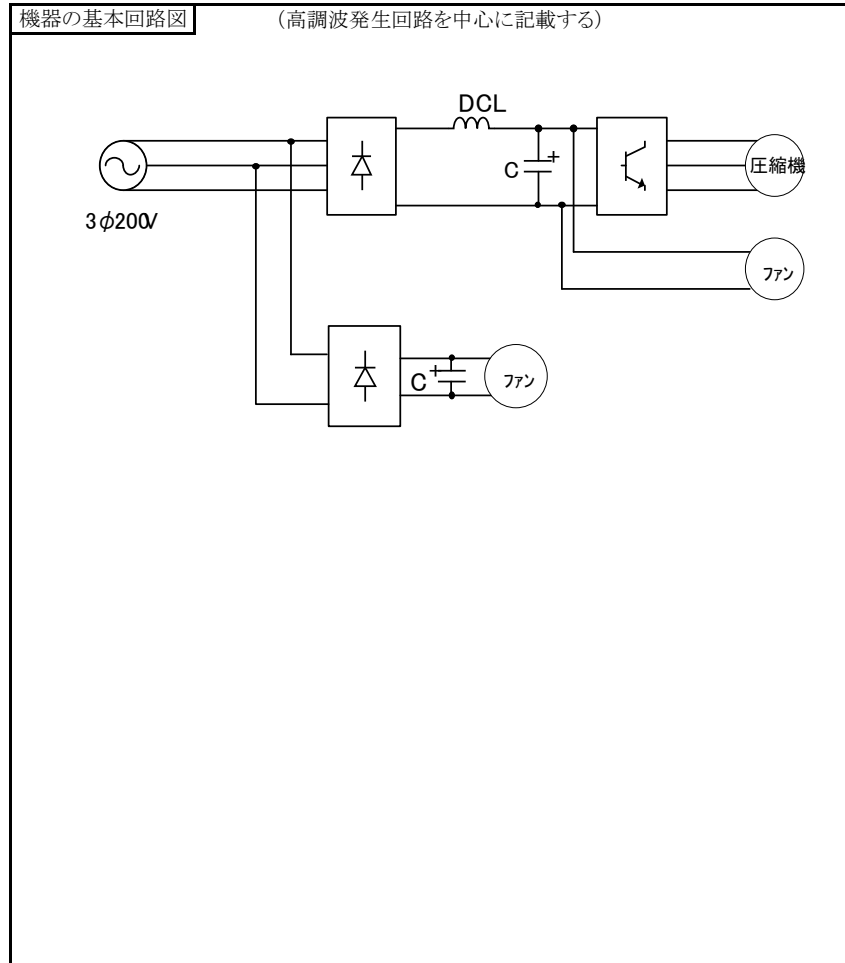 機器の基本回路図 (高調波発生回路を中心に記載する)
DCL
C +
圧縮機
3φ200V
ファン
C +
ファン